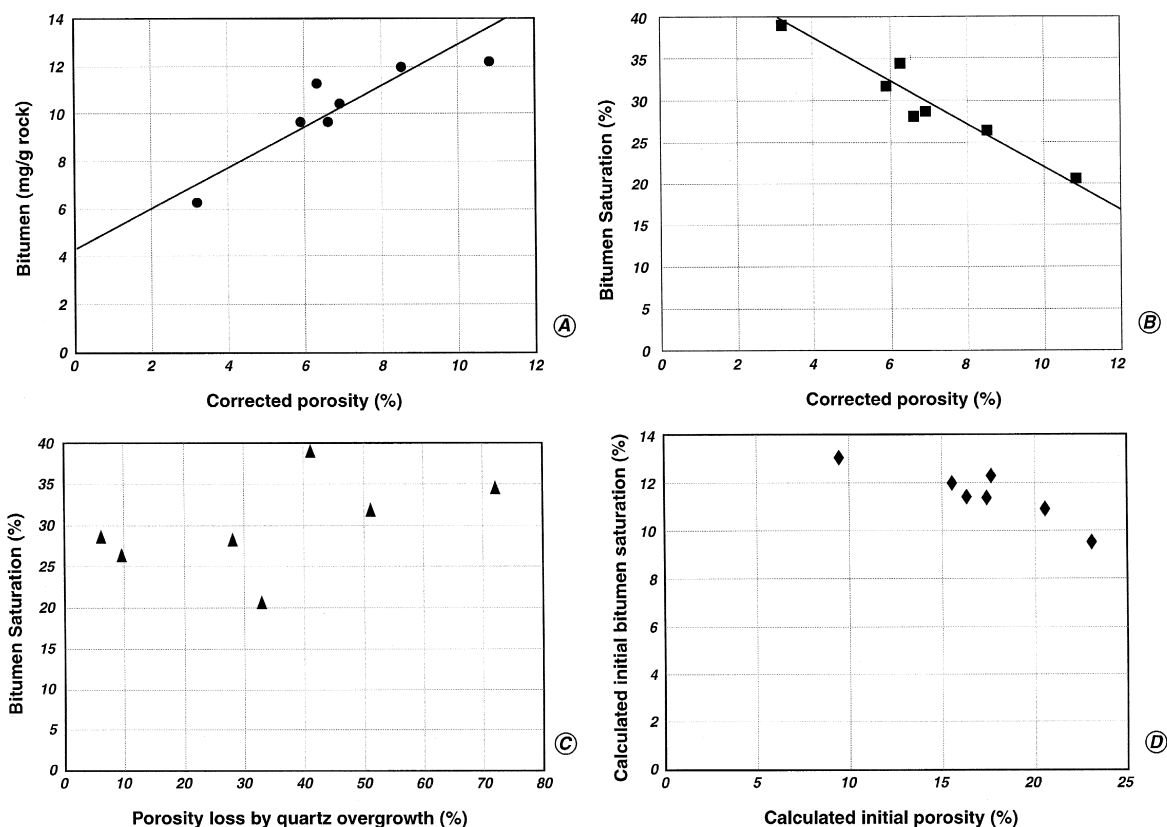 14
12
10
8
6
4
2
0
Bitumen (mg/g rock)
0 2 4 6 8 10 12
Corrected porosity (%)
A
40
35
30
25
20
15
10
5
0
Bitumen Saturation (%)
0 2 4 6 8 10 12
Corrected porosity (%)
B
40
35
30
25
20
15
10
5
0
Bitumen Saturation (%)
0 10 20 30 40 50 60 70 80
Porosity loss by quartz overgrowth (%)
C
14
12
10
8
6
4
2
0
Calculated initial bitumen saturation (%)
0 5 10 15 20 25
Calculated initial porosity (%)
D